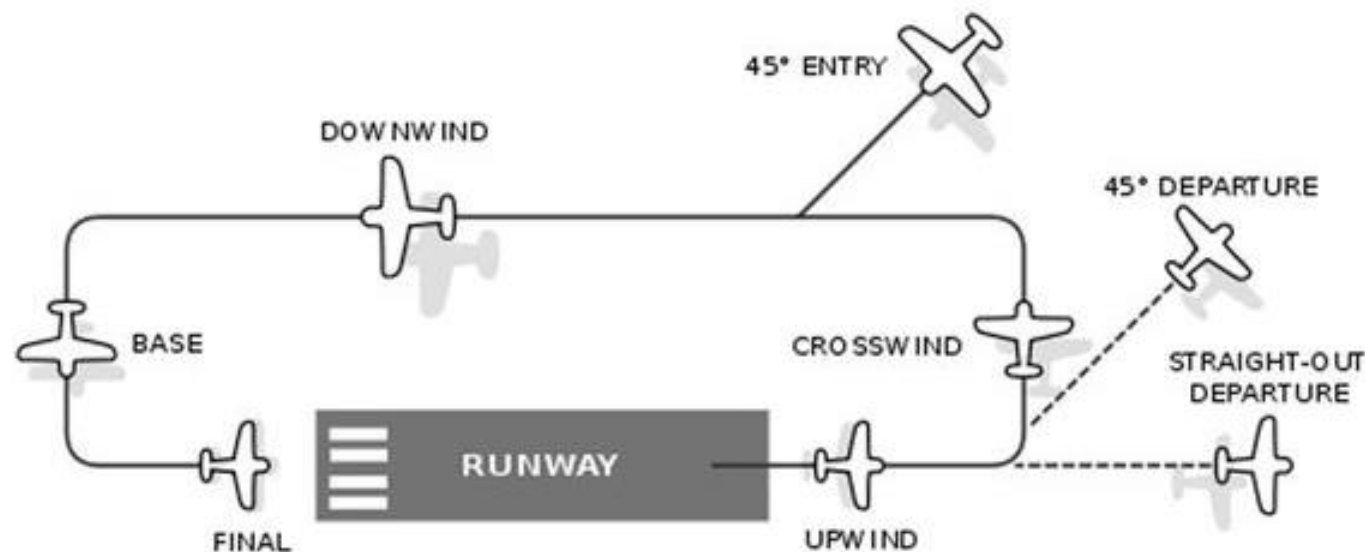 45° ENTRY
DOWNWIND
45° DEPARTURE
BASE
CROSSWIND
STRAIGHT-OUT
DEPARTURE
RUNWAY
FINAL
UPWIND